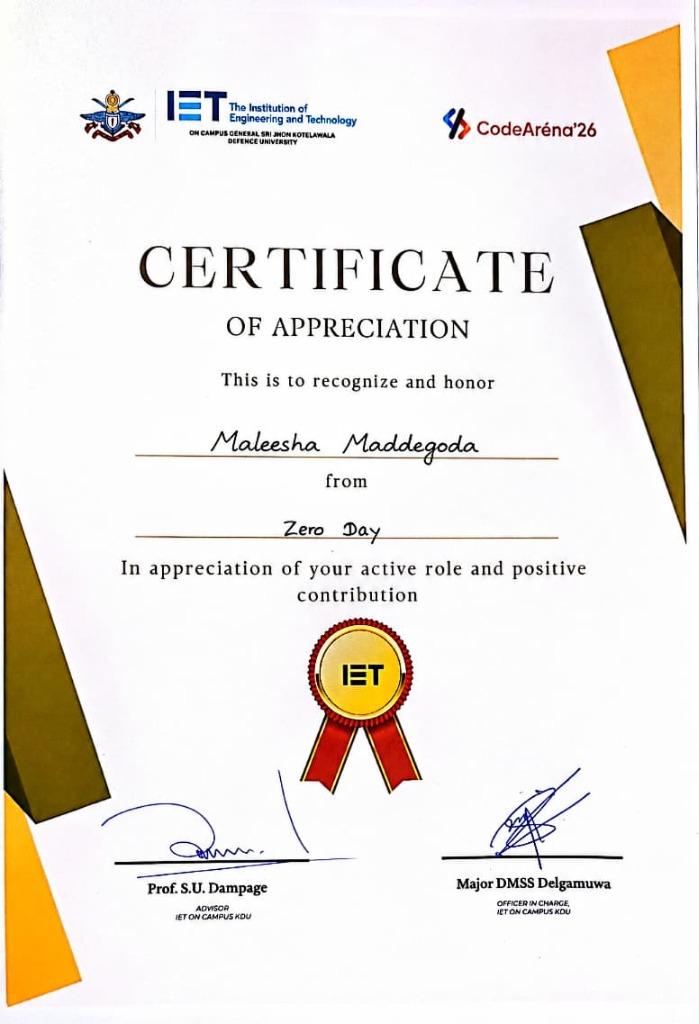 IET The Institution of
Engineering and Technology
ON CAMPUS GENERAL SRI JHON KOTELAWALA
DEFENCE UNIVERSITY
CodeAréna'26
CERTIFICATE
OF APPRECIATION
This is to recognize and honor
Maleesha Maddegoda
from
Zero Day
In appreciation of your active role and positive
contribution
IET
Prof. S.U. Dampage
ADVISOR
IET ON CAMPUS KDU
Major DMSS Delgamuwa
OFFICER IN CHARGE,
IET ON CAMPUS KDU